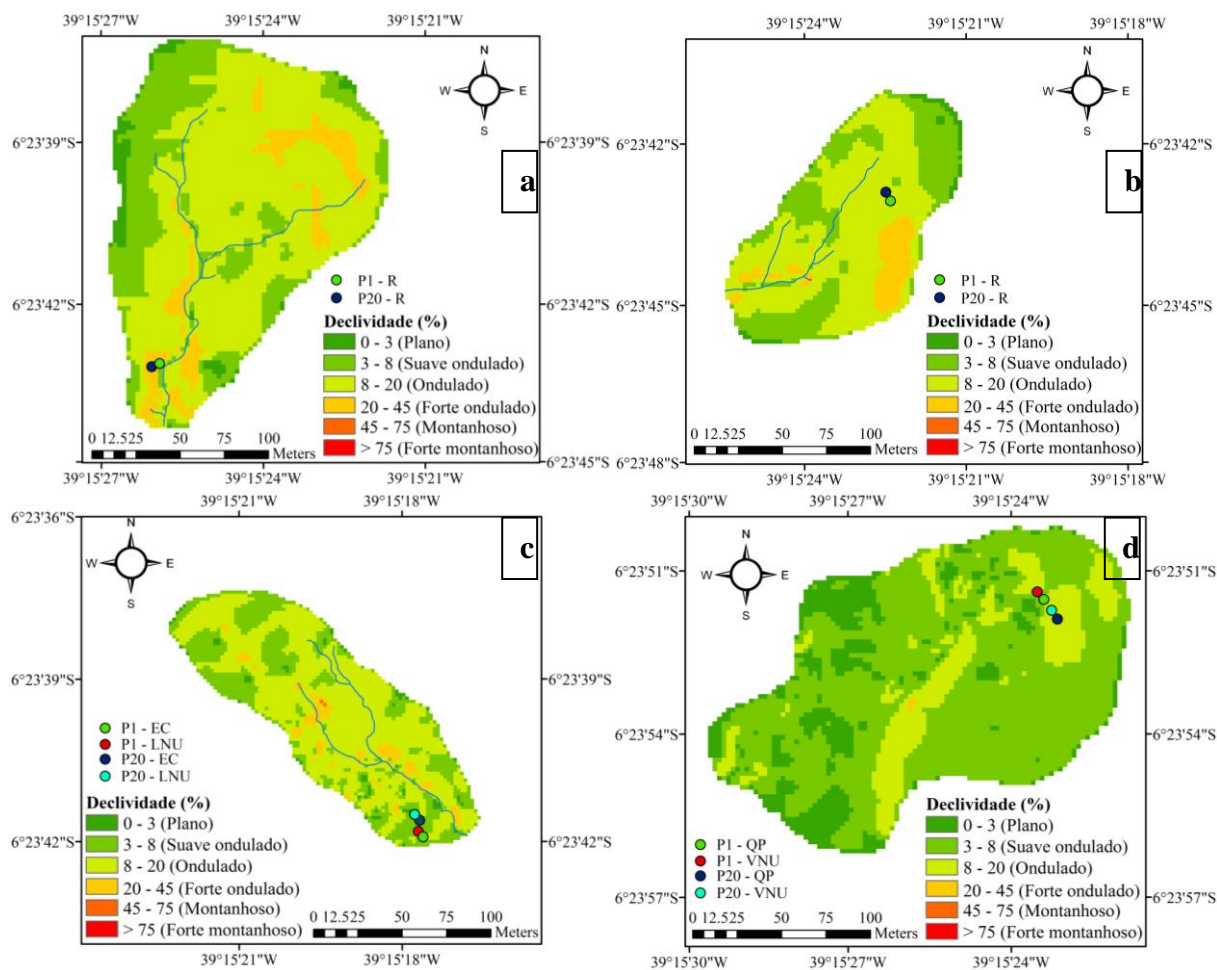 39°15'27"W 39°15'24"W 39°15'21"W
N
W E
S
6°23'39"S
6°23'42"S
6°23'45"S
a
P1 - R
P20 - R
Declividade (%)
0 - 3 (Plano)
3 - 8 (Suave ondulado)
8 - 20 (Ondulado)
20 - 45 (Forte ondulado)
45 - 75 (Montanhoso)
> 75 (Forte montanhoso)
0 12.525 50 75 100
Meters
39°15'27"W 39°15'24"W 39°15'21"W
39°15'24"W 39°15'21"W 39°15'18"W
N
W E
S
6°23'42"S 6°23'42"S
6°23'45"S 6°23'45"S
6°23'48"S 6°23'48"S
b
P1 - R
P20 - R
Declividade (%)
0 - 3 (Plano)
3 - 8 (Suave ondulado)
8 - 20 (Ondulado)
20 - 45 (Forte ondulado)
45 - 75 (Montanhoso)
> 75 (Forte montanhoso)
0 12.525 50 75 100
Meters
39°15'24"W 39°15'21"W 39°15'18"W
39°15'21"W 39°15'18"W
6°23'36"S
N
W E
S
6°23'39"S 6°23'39"S
6°23'42"S 6°23'42"S
c
P1 - EC
P1 - LNU
P20 - EC
P20 - LNU
Declividade (%)
0 - 3 (Plano)
3 - 8 (Suave ondulado)
8 - 20 (Ondulado)
20 - 45 (Forte ondulado)
45 - 75 (Montanhoso)
> 75 (Forte montanhoso)
0 12.525 50 75 100
Meters
39°15'21"W 39°15'18"W
39°15'30"W 39°15'27"W 39°15'24"W
N
W E
S
6°23'51"S 6°23'51"S
6°23'54"S 6°23'54"S
6°23'57"S 6°23'57"S
d
P1 - QP
P1 - VNU
P20 - QP
P20 - VNU
Declividade (%)
0 - 3 (Plano)
3 - 8 (Suave ondulado)
8 - 20 (Ondulado)
20 - 45 (Forte ondulado)
45 - 75 (Montanhoso)
> 75 (Forte montanhoso)
0 12.525 50 75 100
Meters
39°15'30"W 39°15'27"W 39°15'24"W